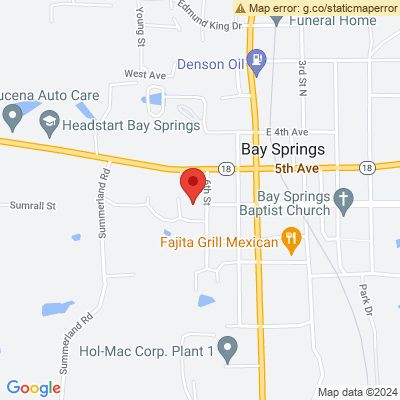 Map error: g.co/staticmaperror
Edmund King Dr
Funeral Home
Young St
Denson Oil
3rd St N
West Ave
ucena Auto Care
Headstart Bay Springs
E 4th Ave
Bay Springs
18
5th Ave
18
Summerland Rd
6th St
Sumrall St
Bay Springs
Baptist Church
Fajita Grill Mexican
Park Dr
Summerland Rd
Hol-Mac Corp. Plant 1
Google
Map data ©2024